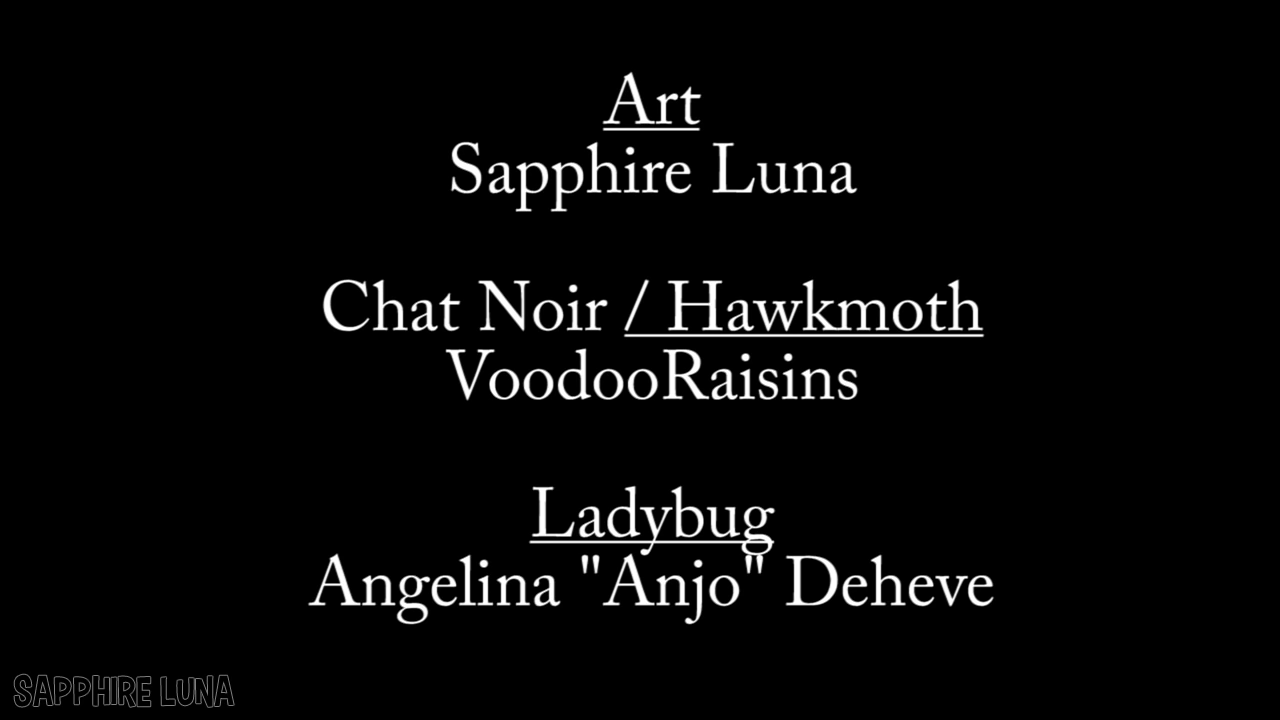 Art
Sapphire Luna
Chat Noir / Hawkmoth
VoodooRaisins
Ladybug
Angelina "Anjo" Deheve
SAPPHIRE LUNA